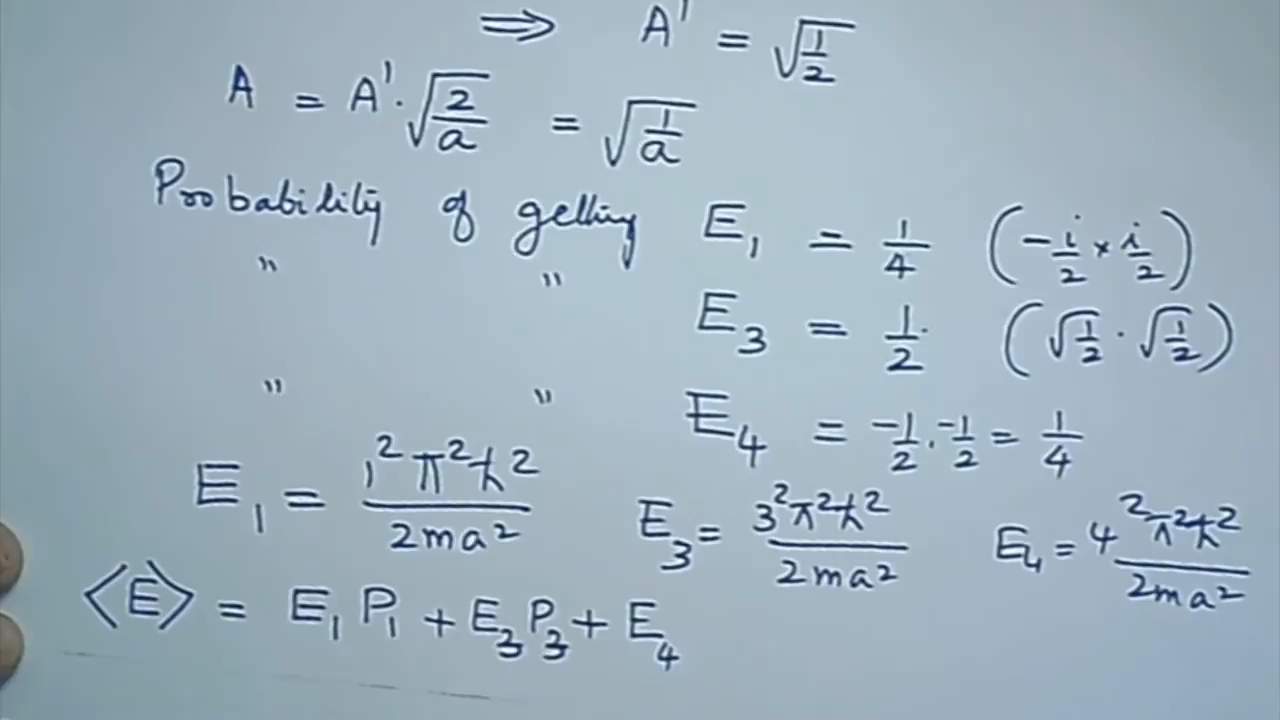 ⇒ A' = √(1/2)
A = A'·√(2/a) = √(1/a)
Probability of getting E₁ = 1/4 (-i/2 × i/2)
" " E₃ = 1/2 (√(1/2) · √(1/2))
" " E₄ = -1/2 . -1/2 = 1/4
E₁ = 1²π²ħ²/2ma² E₃ = 3²π²ħ²/2ma² E₄ = 4²π²ħ²/2ma²
⟨E⟩ = E₁P₁ + E₃P₃ + E₄